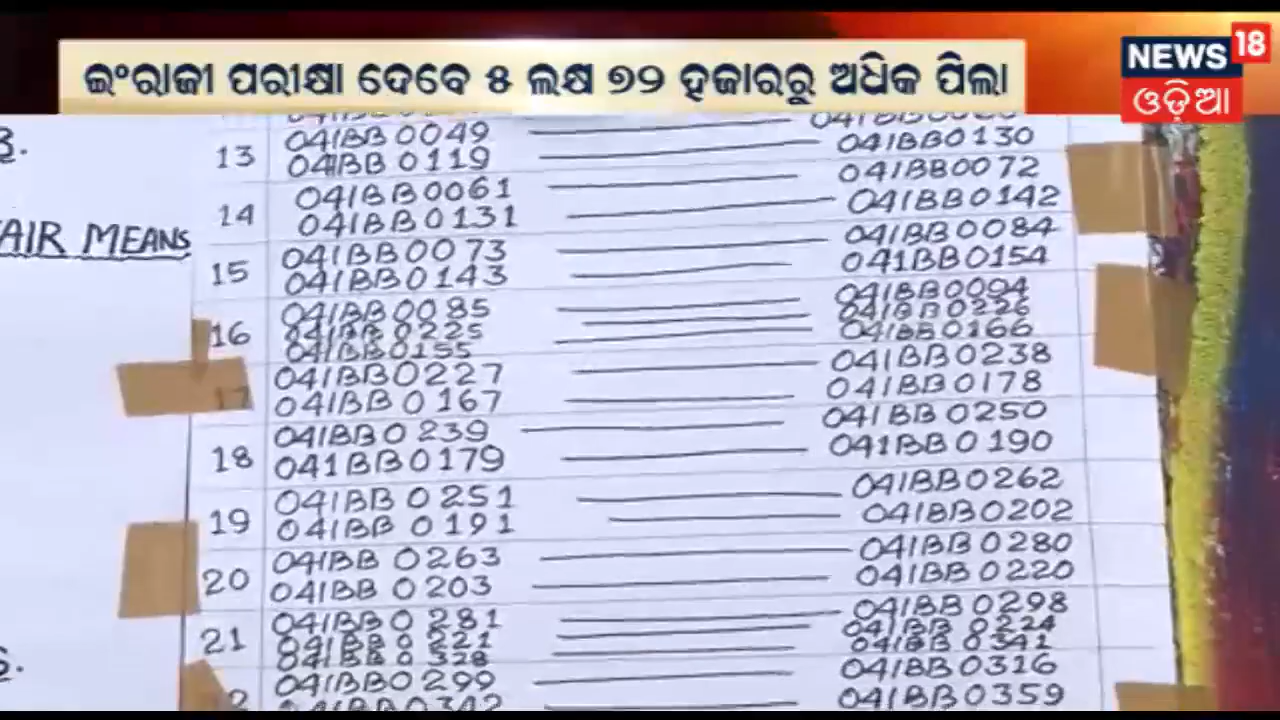 ଇଂରାଜୀ ପରୀକ୍ଷା ଦେବେ ୫ ଲକ୍ଷ ୭୨ ହଜାରରୁ ଅଧିକ ପିଲା
NEWS 18
ଓଡ଼ିଆ
AIR MEANS
13 041BB0049 041BB0130
041BB0119 041BB0072
14 041BB0061 041BB0142
041BB0131 041BB0084
15 041BB0073 041BB0154
041BB0143 041BB0094
16 041BB0085 041BB0226
041BB0225 041BB0166
041BB0155 041BB0238
17 041BB0227 041BB0178
041BB0167 041BB0250
18 041BB0239 041BB0190
041BB0179 041BB0262
19 041BB0251 041BB0202
041BB0191 041BB0280
20 041BB0263 041BB0220
041BB0203 041BB0298
21 041BB0281 041BB0224
041BB0221 041BB0341
041BB0328 041BB0316
041BB0299 041BB0359
041BB0342